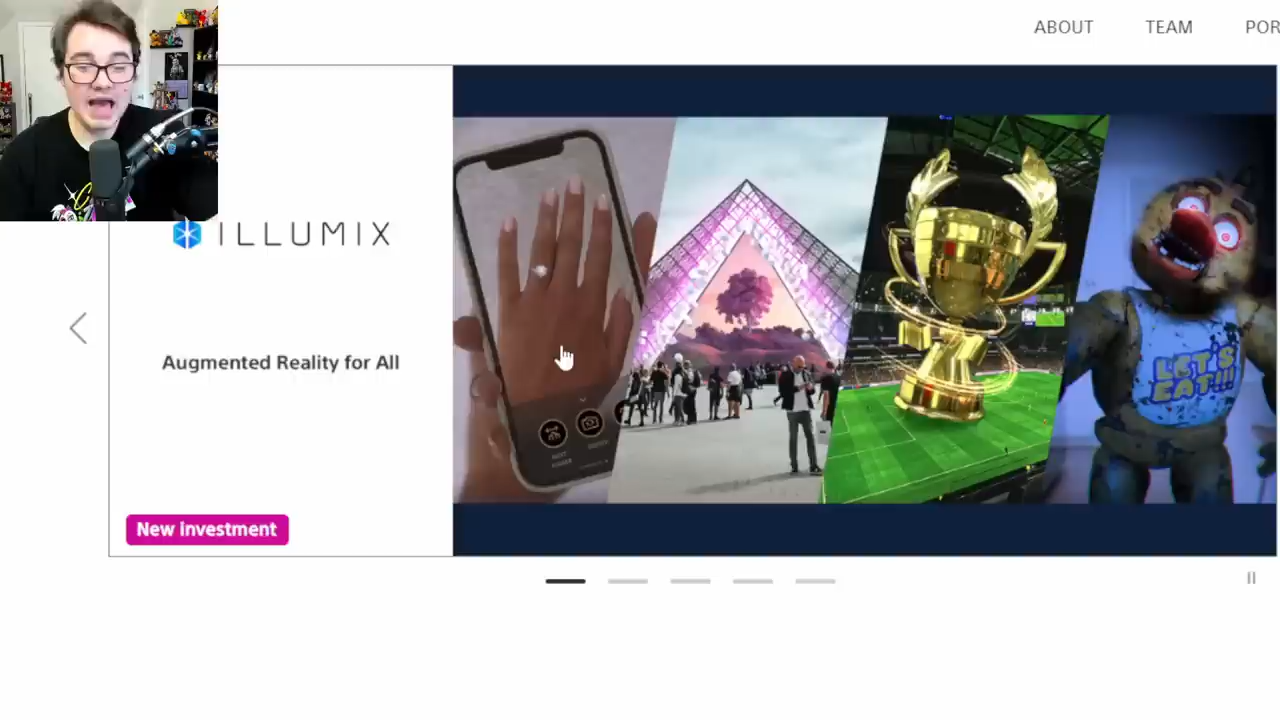 ABOUT TEAM POR
ILLUMIX
Augmented Reality for All
New investment
LET'S
EAT!!!